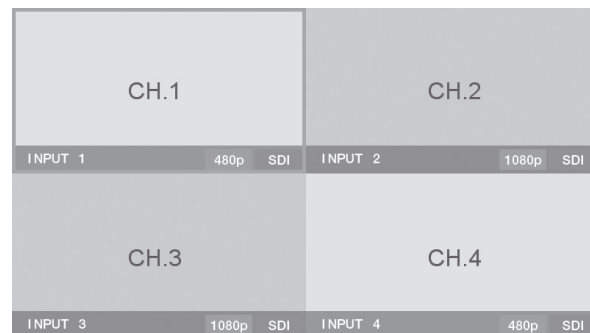 CH.1
INPUT 1 480p SDI
CH.2
INPUT 2 1080p SDI
CH.3
INPUT 3 1080p SDI
CH.4
INPUT 4 480p SDI